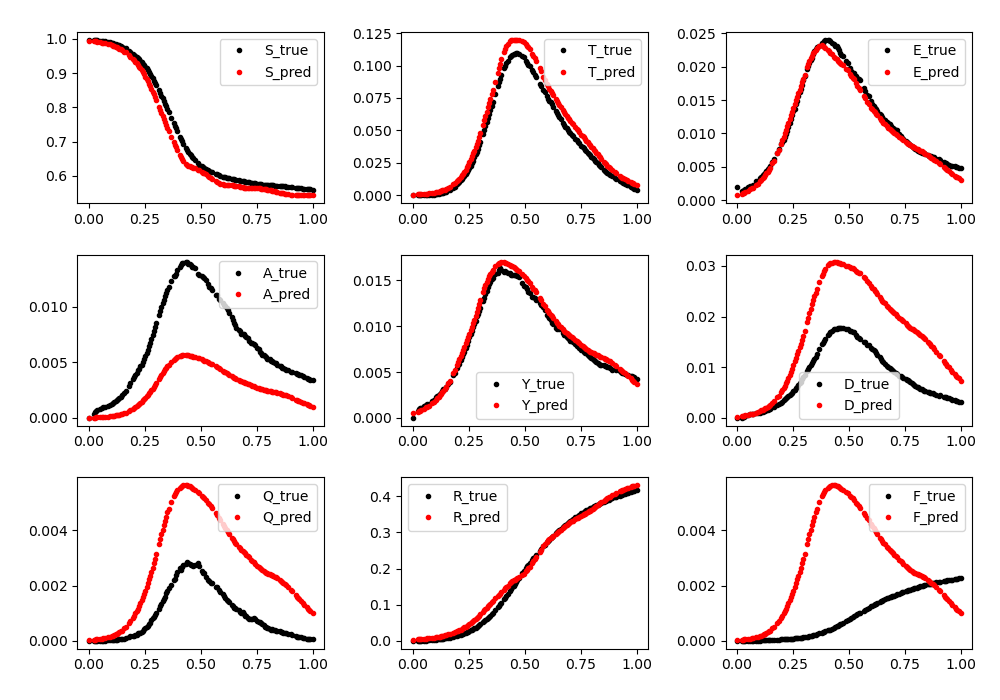 S_true
S_pred
1.0
0.9
0.8
0.7
0.6
0.00 0.25 0.50 0.75 1.00
T_true
T_pred
0.125
0.100
0.075
0.050
0.025
0.000
0.00 0.25 0.50 0.75 1.00
E_true
E_pred
0.025
0.020
0.015
0.010
0.005
0.000
0.00 0.25 0.50 0.75 1.00
A_true
A_pred
0.010
0.005
0.000
0.00 0.25 0.50 0.75 1.00
Y_true
Y_pred
0.015
0.010
0.005
0.000
0.00 0.25 0.50 0.75 1.00
D_true
D_pred
0.03
0.02
0.01
0.00
0.00 0.25 0.50 0.75 1.00
Q_true
Q_pred
0.004
0.002
0.000
0.00 0.25 0.50 0.75 1.00
R_true
R_pred
0.4
0.3
0.2
0.1
0.0
0.00 0.25 0.50 0.75 1.00
F_true
F_pred
0.004
0.002
0.000
0.00 0.25 0.50 0.75 1.00